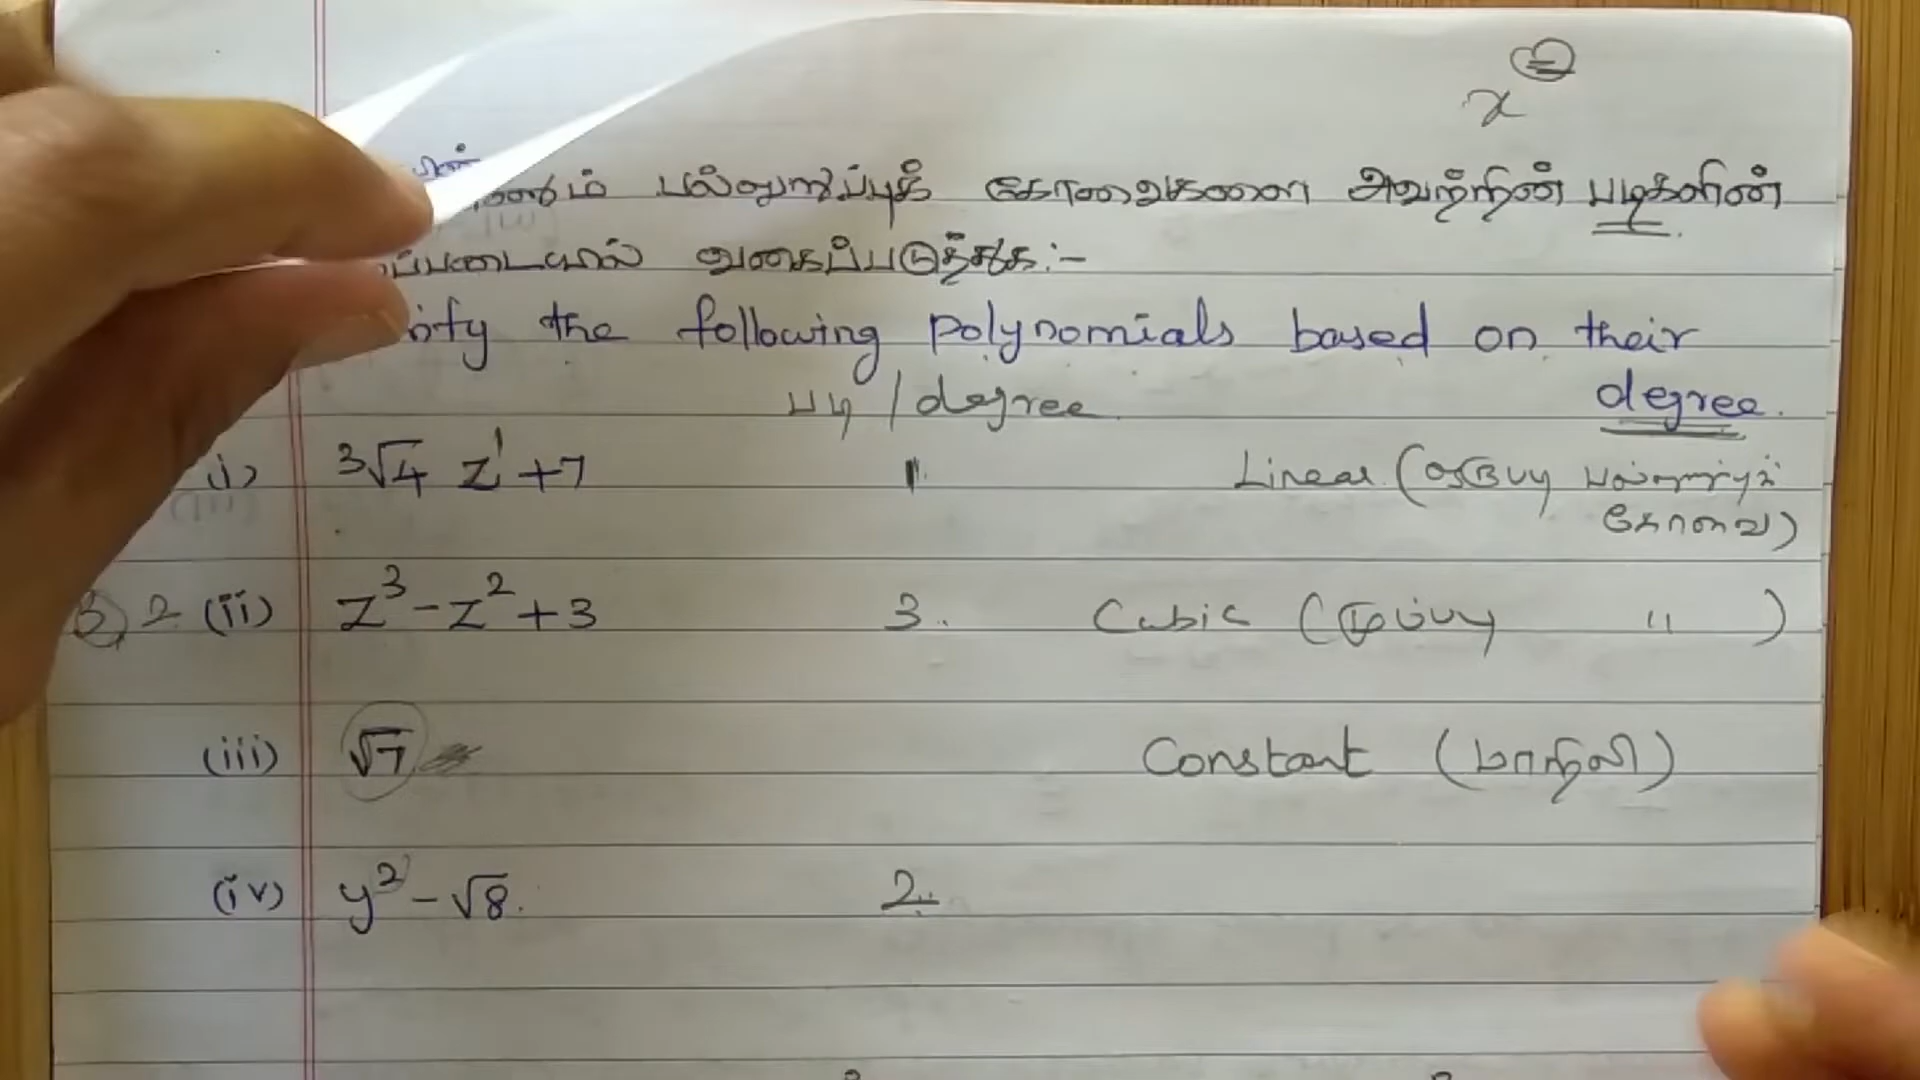 x
பல்லுறுப்புக் கோவைகளை அவற்றின் படிகளின்
வகைப்படுத்துக:-
the following polynomials based on their
degree.
படி / degree
(i) ³√4 z¹ + 7 1. Linear (ஒருபடி பல்லுறுப்புக்
கோவை)
3, 2 (ii) z³ - z² + 3 3. Cubic (முப்படி " )
(iii) √7 Constant (மாறிலி)
(iv) y² - √8. 2.